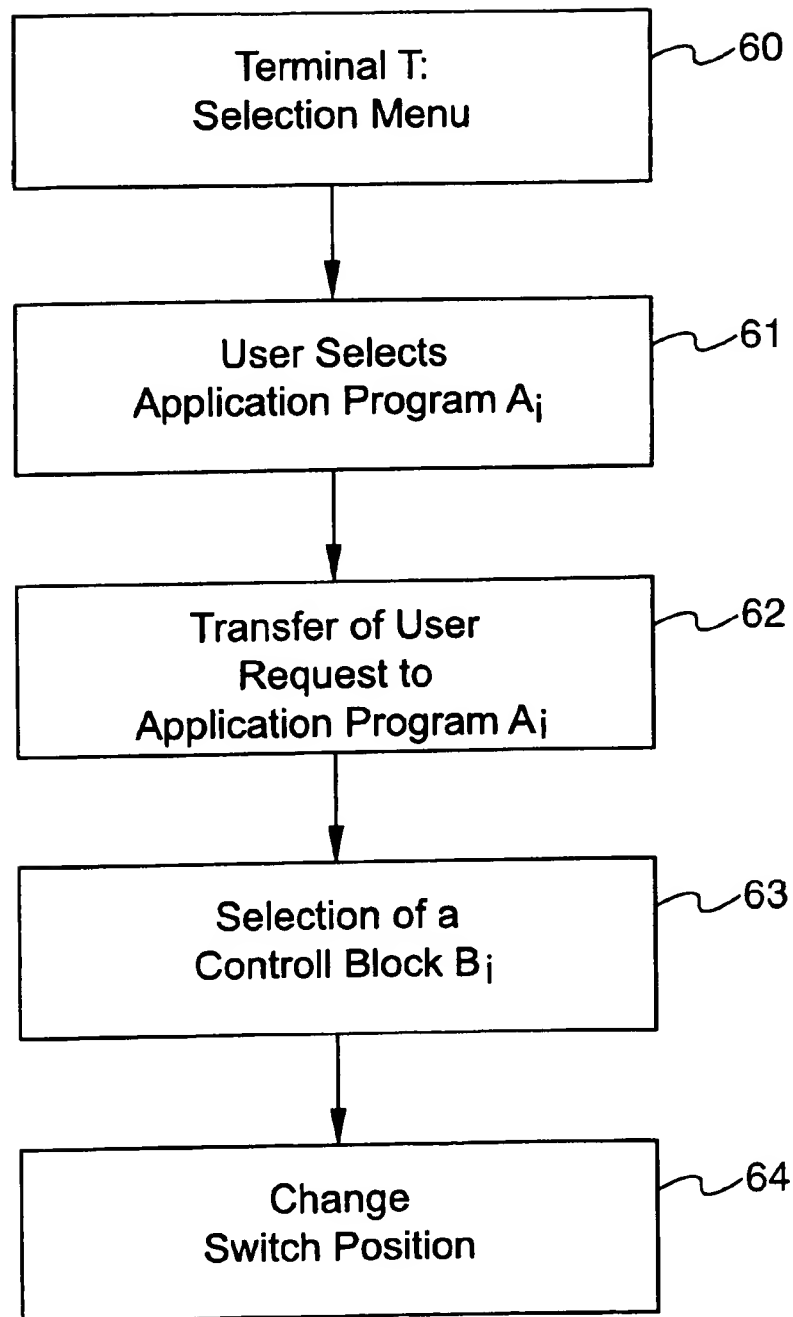 Terminal T:
Selection Menu
60
User Selects
Application Program Ai
61
Transfer of User
Request to
Application Program Ai
62
Selection of a
Controll Block Bi
63
Change
Switch Position
64